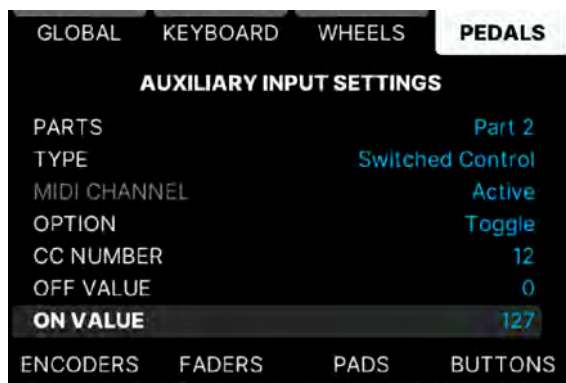 GLOBAL KEYBOARD WHEELS PEDALS
AUXILIARY INPUT SETTINGS
PARTS Part 2
TYPE Switched Control
MIDI CHANNEL Active
OPTION Toggle
CC NUMBER 12
OFF VALUE 0
ON VALUE 127
ENCODERS FADERS PADS BUTTONS